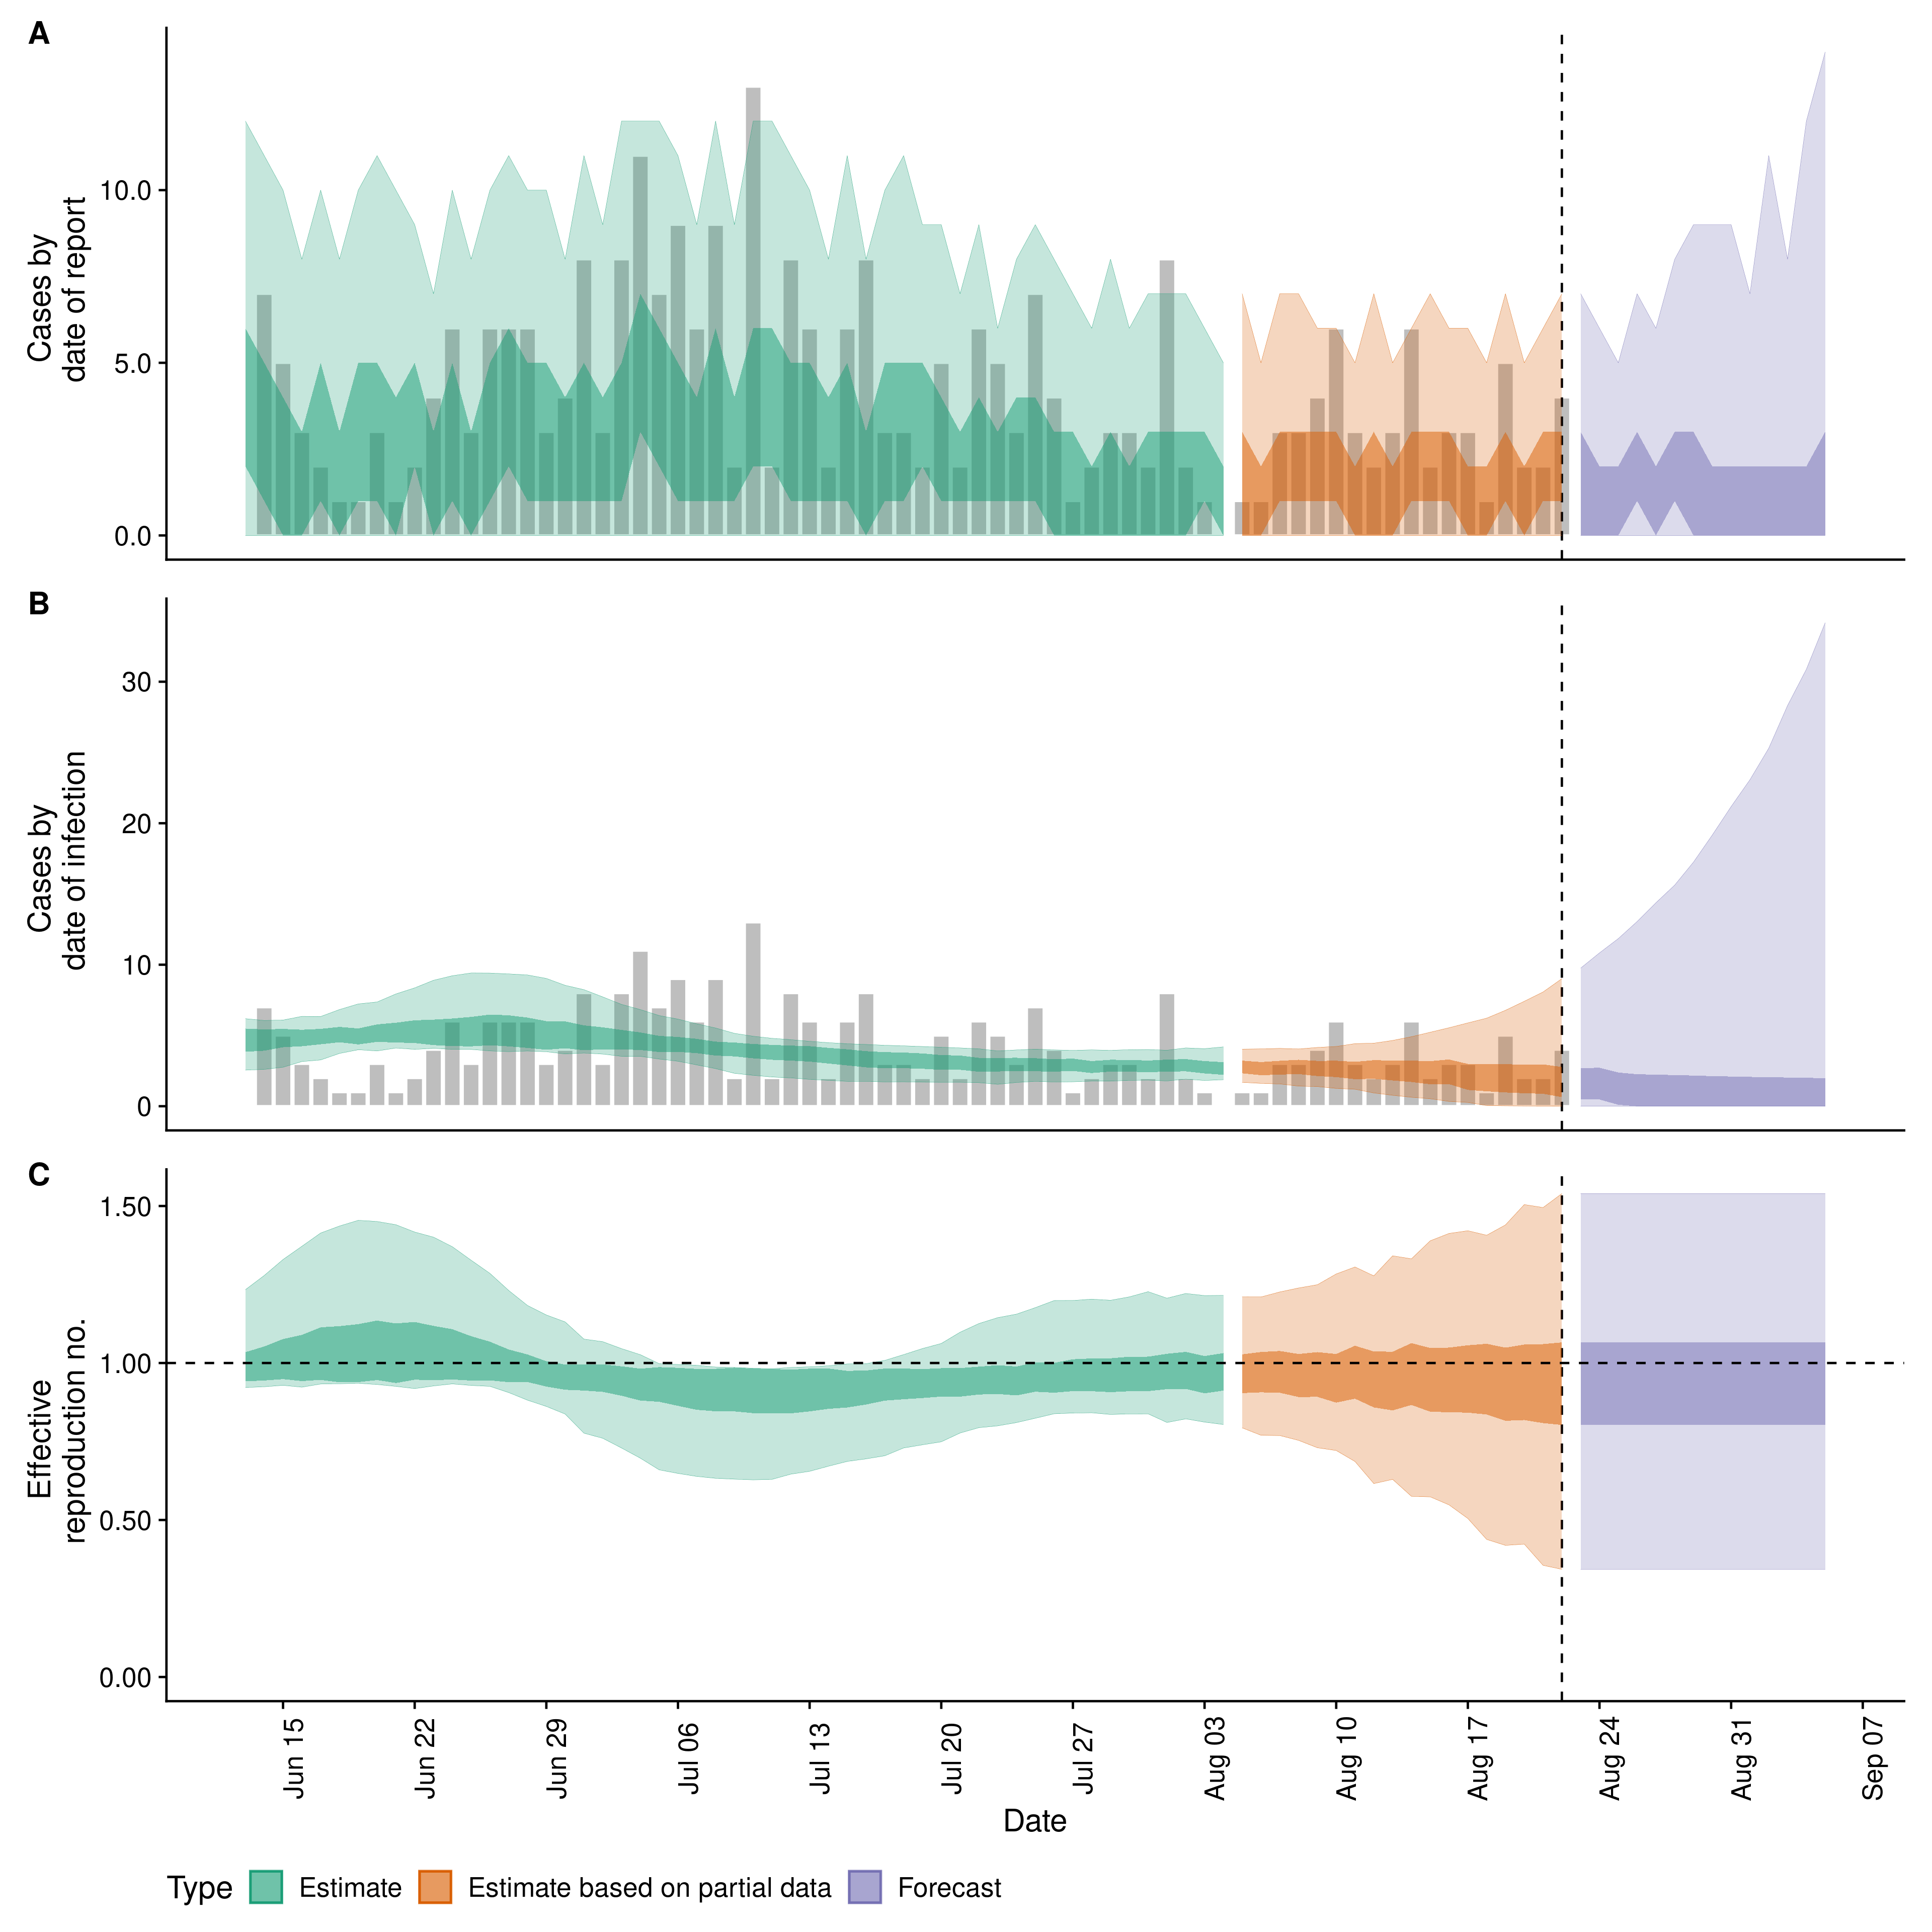 A
Cases by
date of report
10.0
5.0
0.0
B
Cases by
date of infection
30
20
10
0
C
Effective
reproduction no.
1.50
1.00
0.50
0.00
Jun 15
Jun 22
Jun 29
Jul 06
Jul 13
Jul 20
Jul 27
Aug 03
Aug 10
Aug 17
Aug 24
Aug 31
Sep 07
Date
Type Estimate Estimate based on partial data Forecast